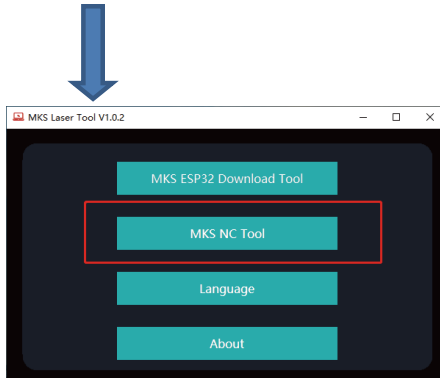 MKS Laser Tool V1.0.2
MKS ESP32 Download Tool
MKS NC Tool
Language
About